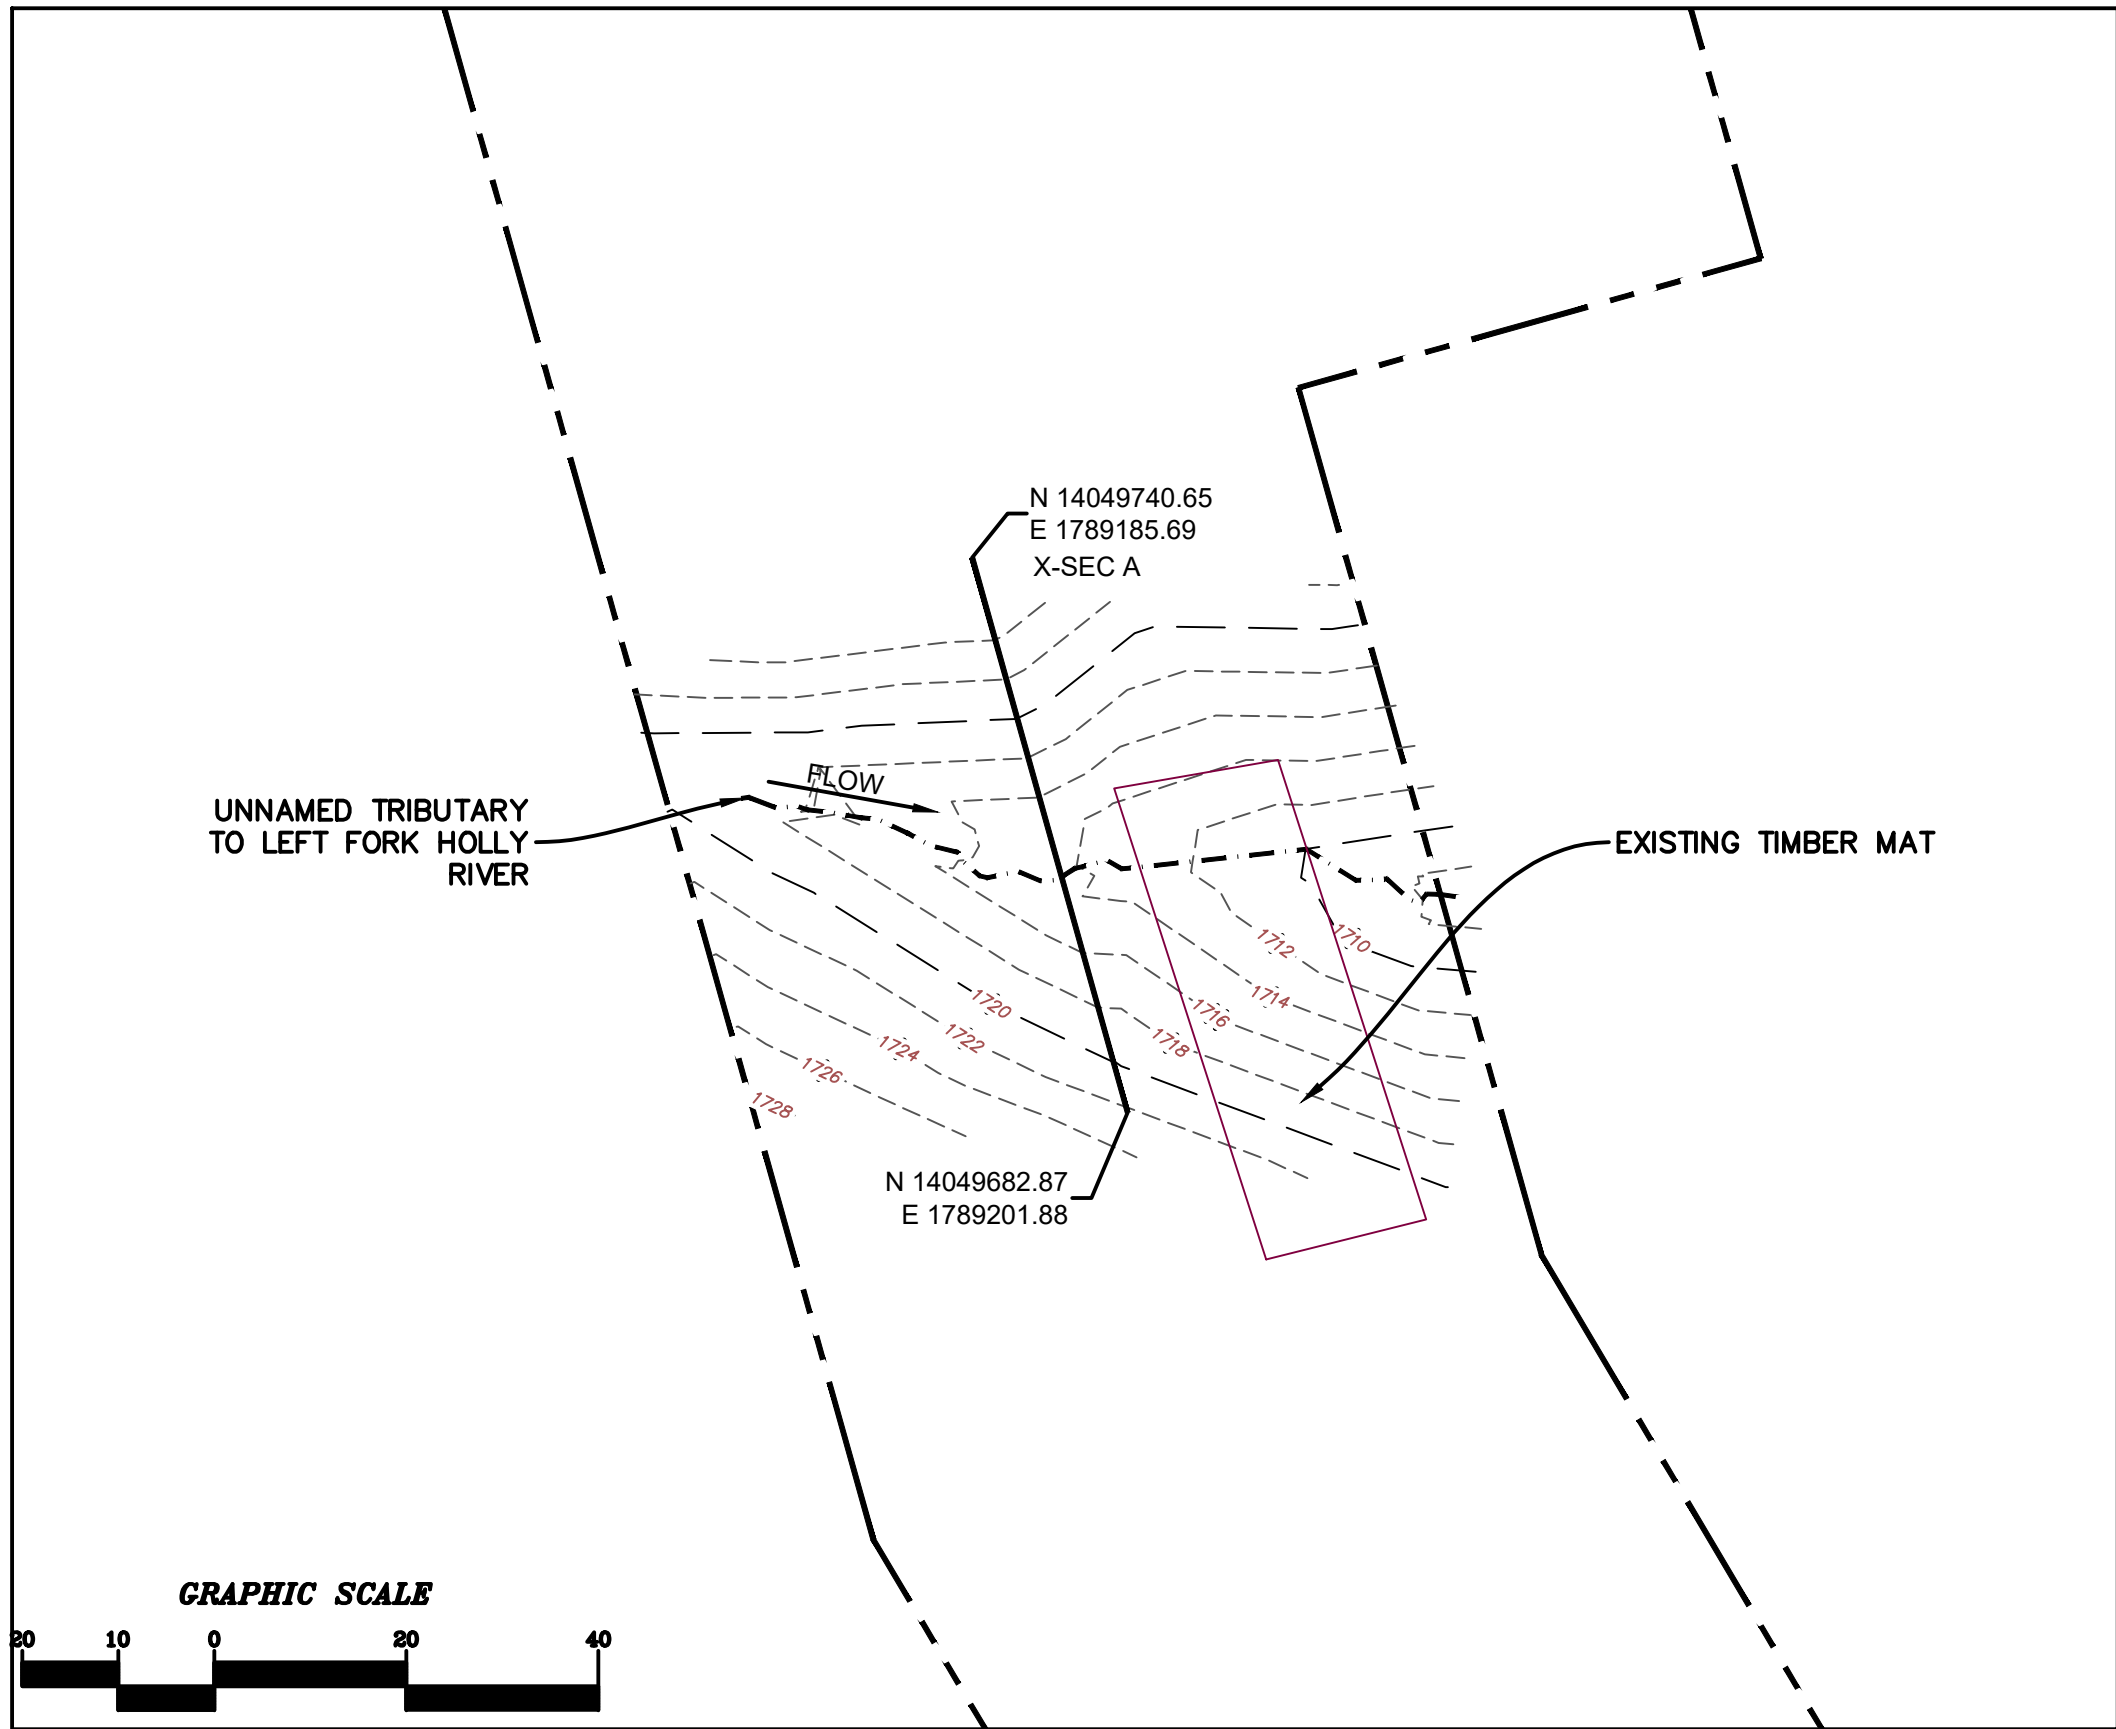 N 14049740.65
E 1789185.69
X-SEC A
FLOW
UNNAMED TRIBUTARY
TO LEFT FORK HOLLY
RIVER
EXISTING TIMBER MAT
1712
1710
1720
1714
1716
1722
1718
1724
1726
1728
N 14049682.87
E 1789201.88
GRAPHIC SCALE
20 10 0 20 40